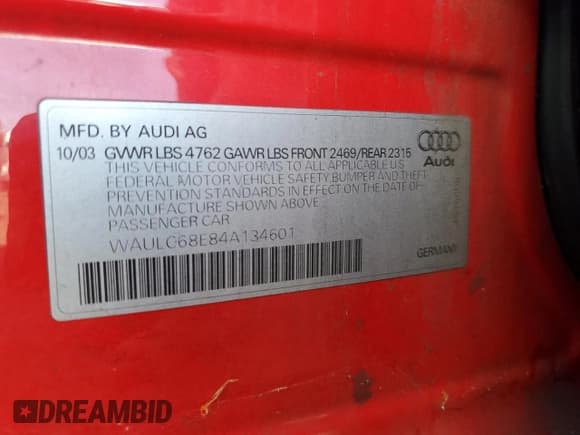 MFD. BY AUDI AG
10/03 GVWR LBS 4762 GAWR LBS FRONT 2469/REAR 2315
THIS VEHICLE CONFORMS TO ALL APPLICABLE U.S.
FEDERAL MOTOR VEHICLE SAFETY, BUMPER AND THEFT
PREVENTION STANDARDS IN EFFECT ON THE DATE OF
MANUFACTURE SHOWN ABOVE.
PASSENGER CAR
WAULC68E84A134601
Audi
GERMANY
DREAMBID